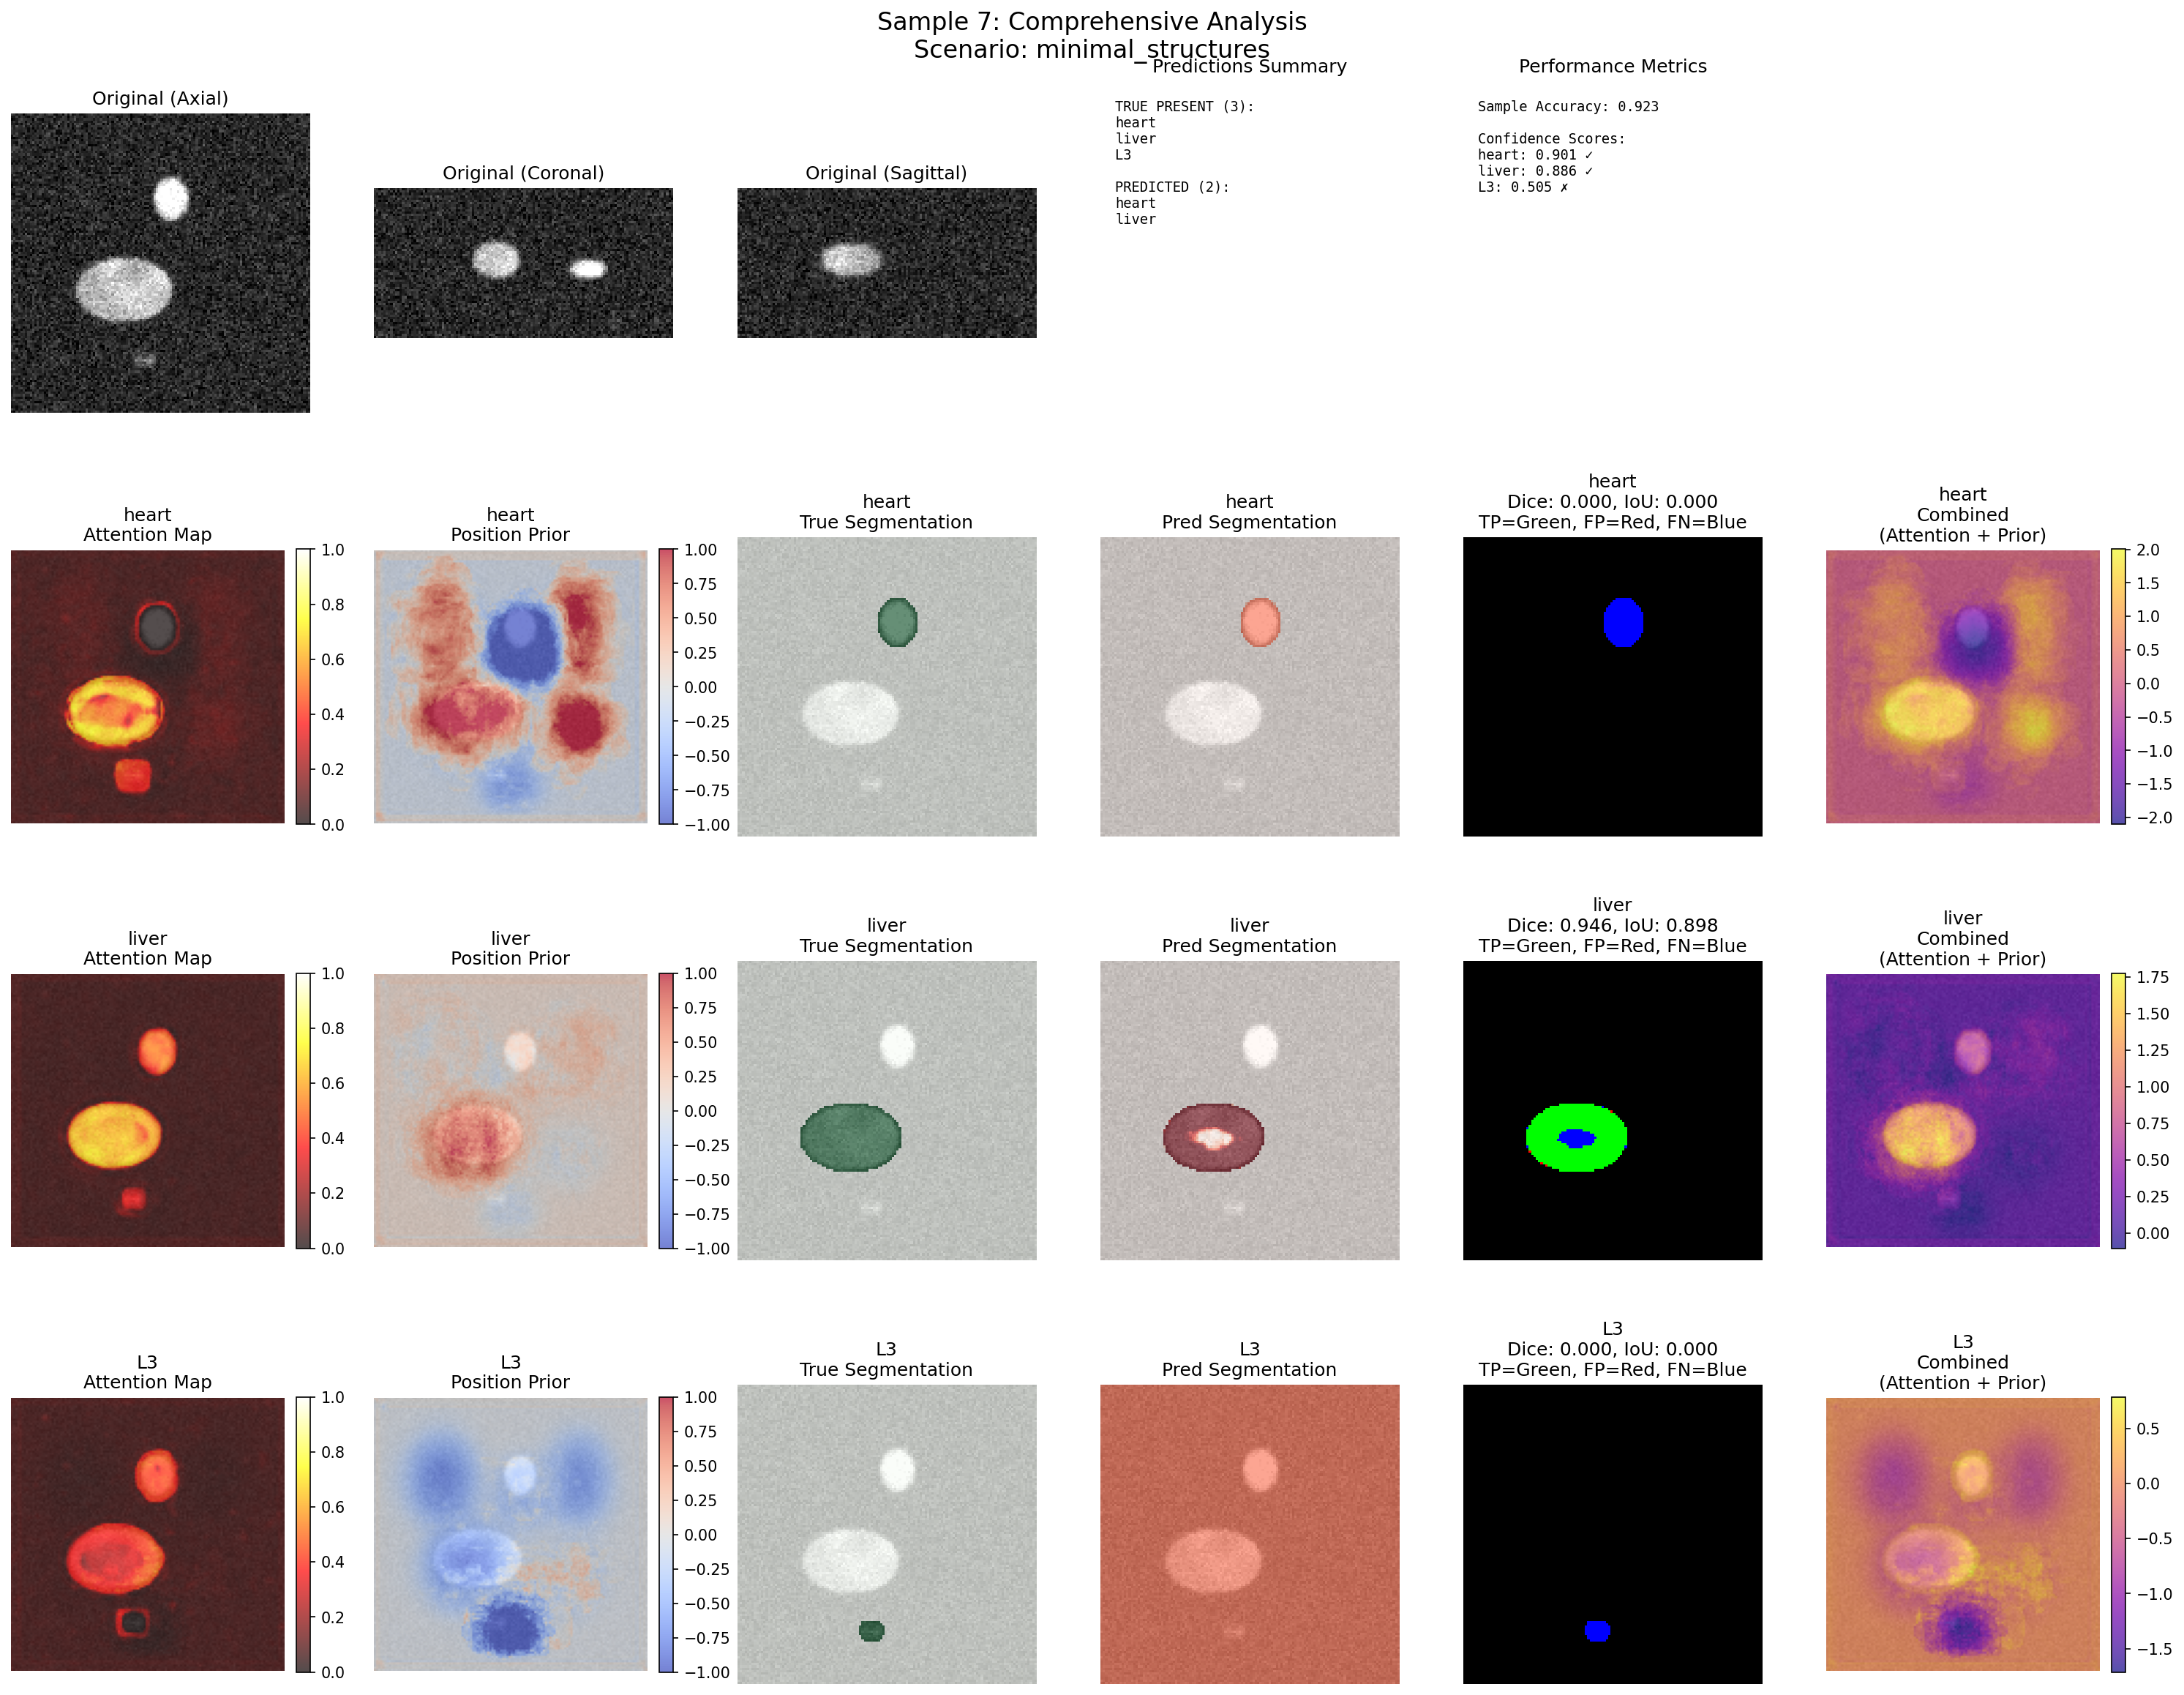 Sample 7: Comprehensive Analysis
Scenario: minimal_structures
Original (Axial)
Original (Coronal)
Original (Sagittal)
Predictions Summary
TRUE PRESENT (3):
heart
liver
L3
PREDICTED (2):
heart
liver
Performance Metrics
Sample Accuracy: 0.923
Confidence Scores:
heart: 0.901 ✓
liver: 0.886 ✓
L3: 0.505 ✗
heart
Attention Map
1.0
0.8
0.6
0.4
0.2
0.0
heart
Position Prior
1.00
0.75
0.50
0.25
0.00
−0.25
−0.50
−0.75
−1.00
heart
True Segmentation
heart
Pred Segmentation
heart
Dice: 0.000, IoU: 0.000
TP=Green, FP=Red, FN=Blue
heart
Combined
(Attention + Prior)
2.0
1.5
1.0
0.5
0.0
−0.5
−1.0
−1.5
−2.0
liver
Attention Map
1.0
0.8
0.6
0.4
0.2
0.0
liver
Position Prior
1.00
0.75
0.50
0.25
0.00
−0.25
−0.50
−0.75
−1.00
liver
True Segmentation
liver
Pred Segmentation
liver
Dice: 0.946, IoU: 0.898
TP=Green, FP=Red, FN=Blue
liver
Combined
(Attention + Prior)
1.75
1.50
1.25
1.00
0.75
0.50
0.25
0.00
L3
Attention Map
1.0
0.8
0.6
0.4
0.2
0.0
L3
Position Prior
1.00
0.75
0.50
0.25
0.00
−0.25
−0.50
−0.75
−1.00
L3
True Segmentation
L3
Pred Segmentation
L3
Dice: 0.000, IoU: 0.000
TP=Green, FP=Red, FN=Blue
L3
Combined
(Attention + Prior)
0.5
0.0
−0.5
−1.0
−1.5